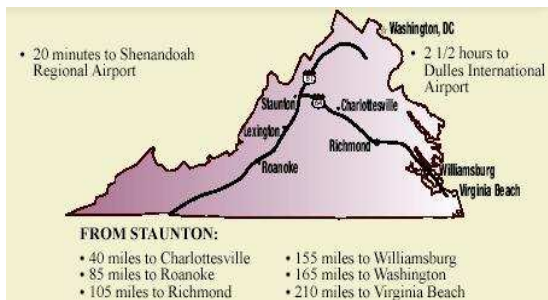 Washington, DC
• 20 minutes to Shenandoah
Regional Airport
• 2 1/2 hours to
Dulles International
Airport
81
Staunton
64
Charlottesville
Lexington
Richmond
Roanoke
Williamsburg
Virginia Beach
FROM STAUNTON:
• 40 miles to Charlottesville
• 85 miles to Roanoke
• 105 miles to Richmond
• 155 miles to Williamsburg
• 165 miles to Washington
• 210 miles to Virginia Beach